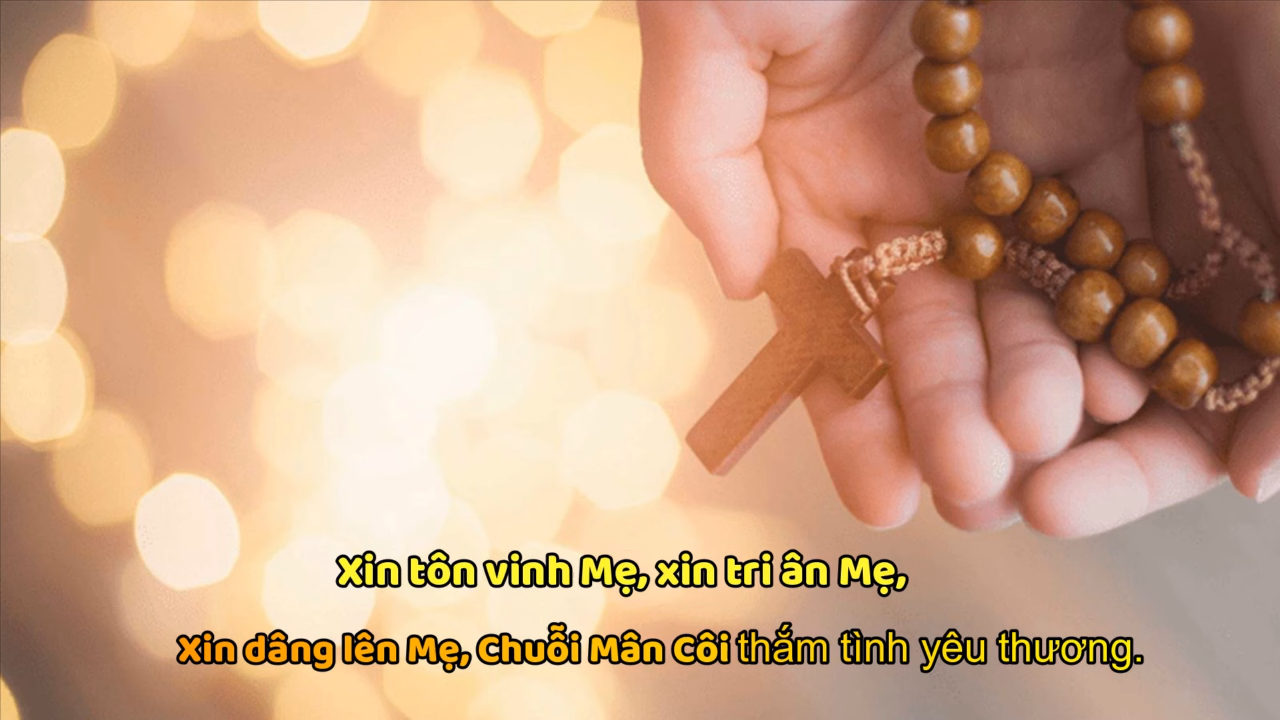 Xin tôn vinh Mẹ, xin tri ân Mẹ,
Xin dâng lên Mẹ, Chuỗi Mân Côi thắm tình yêu thương.